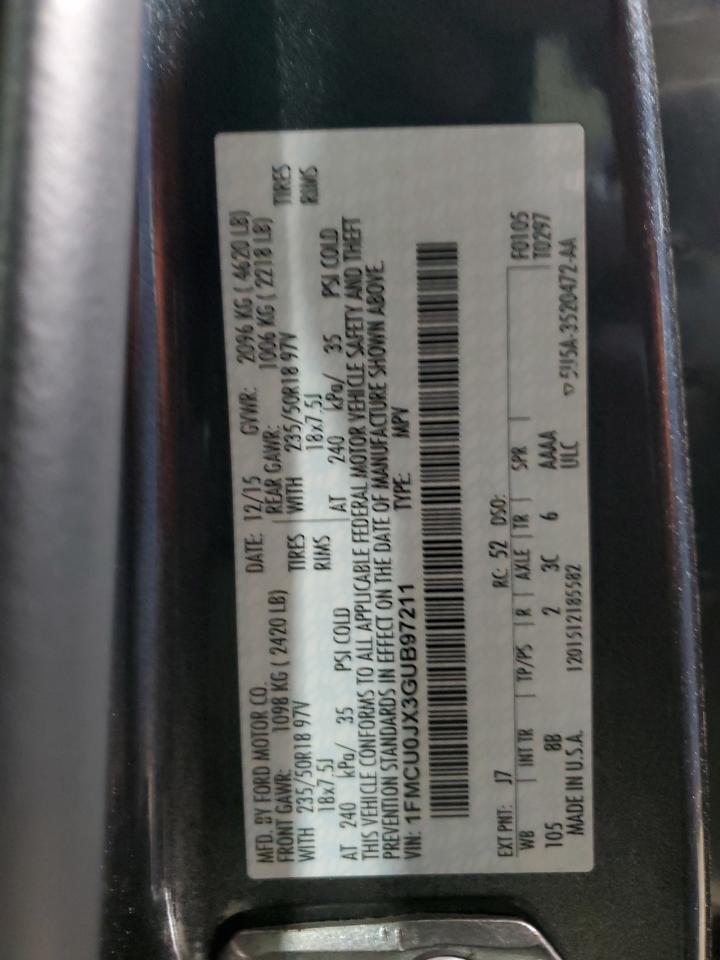 MFD. BY FORD MOTOR CO. DATE: 12/15 GVWR: 2096 KG ( 4620 LB)
FRONT GAWR: 1098 KG ( 2420 LB) REAR GAWR: 1006 KG ( 2218 LB)
WITH 235/50R18 97V TIRES WITH 235/50R18 97V TIRES
18x7.5J RIMS 18x7.5J RIMS
AT 240 kPa/ 35 PSI COLD AT 240 kPa/ 35 PSI COLD
THIS VEHICLE CONFORMS TO ALL APPLICABLE FEDERAL MOTOR VEHICLE SAFETY AND THEFT
PREVENTION STANDARDS IN EFFECT ON THE DATE OF MANUFACTURE SHOWN ABOVE.
VIN: 1FMCU0JX3GUB97211 TYPE: MPV
EXT PNT: J7 RC: 52 DSO: F0105
WB INT TR TP/PS R AXLE TR SPR T0297
105 8B 2 3C 6 AAAA
MADE IN U.S.A. 1201512185582 ULC 5U5A-3520472-AA